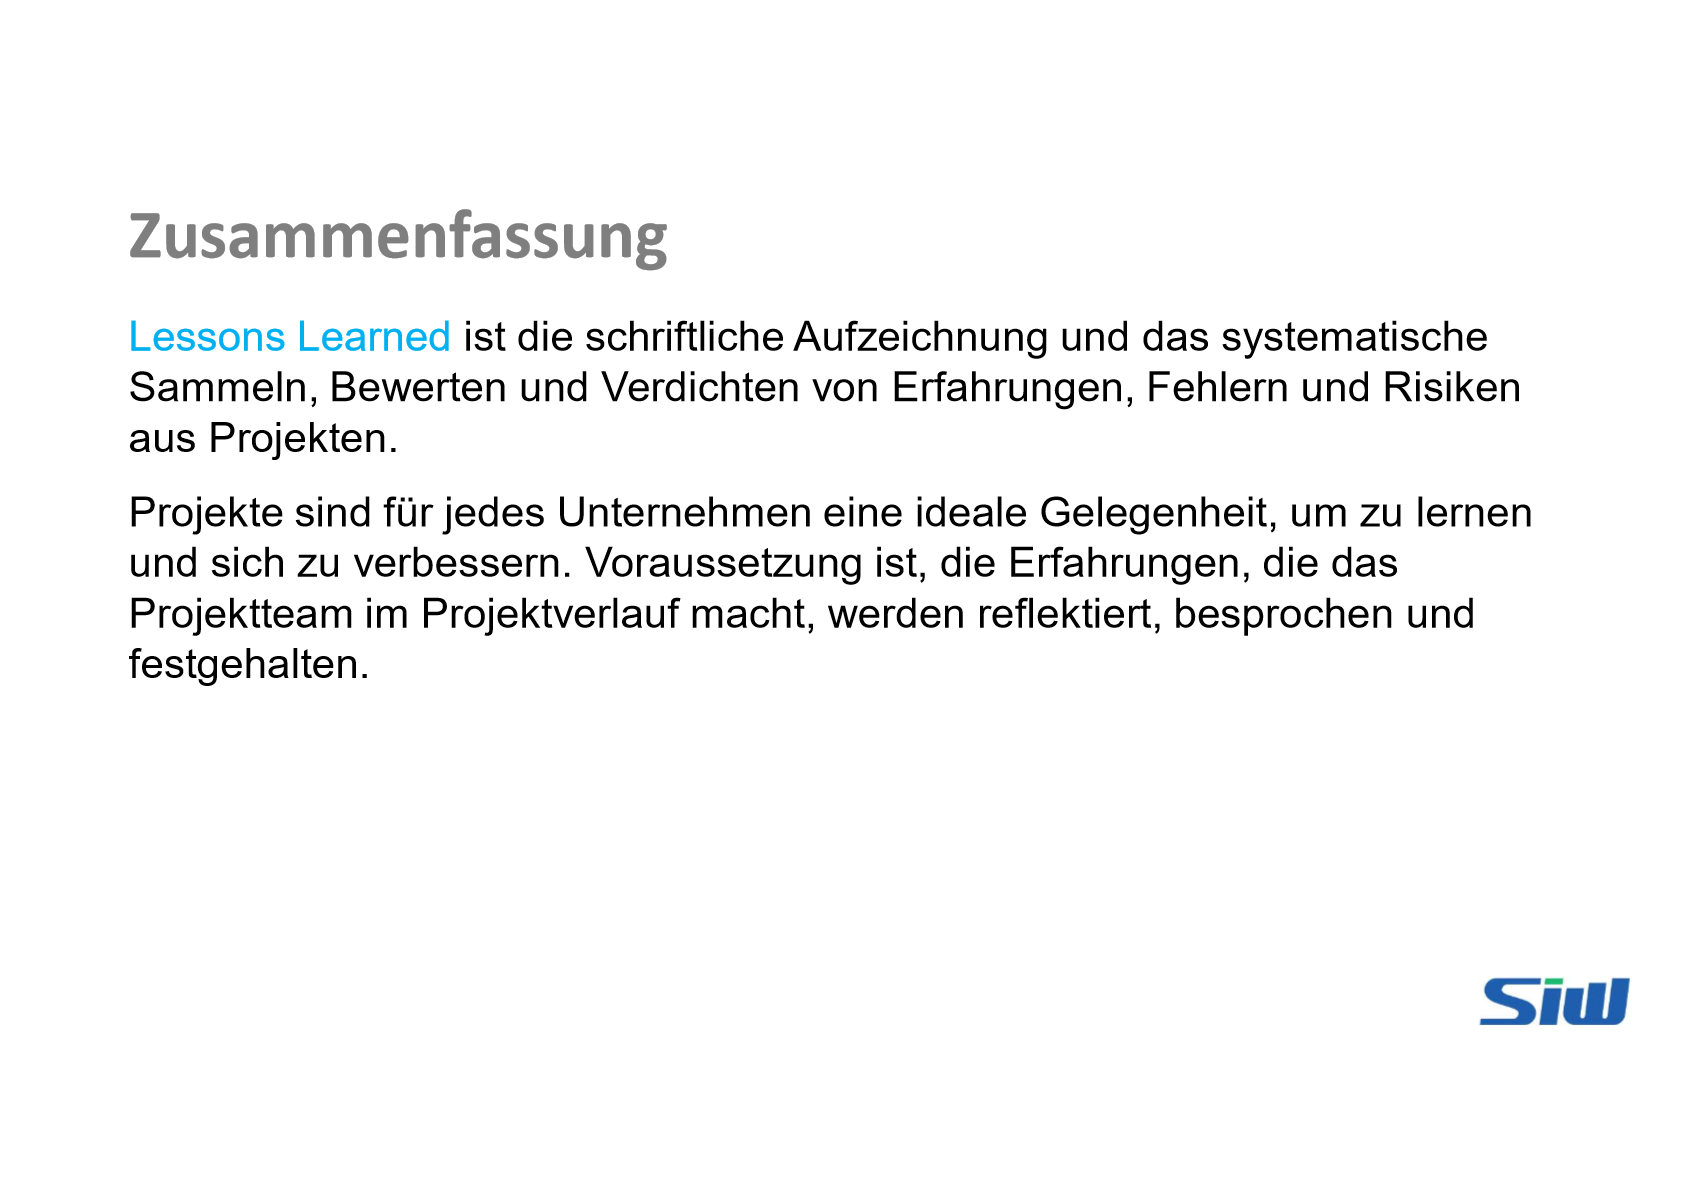 Zusammenfassung
Lessons Learned ist die schriftliche Aufzeichnung und das systematische
Sammeln, Bewerten und Verdichten von Erfahrungen, Fehlern und Risiken
aus Projekten.
Projekte sind für jedes Unternehmen eine ideale Gelegenheit, um zu lernen
und sich zu verbessern. Voraussetzung ist, die Erfahrungen, die das
Projektteam im Projektverlauf macht, werden reflektiert, besprochen und
festgehalten.
Siw